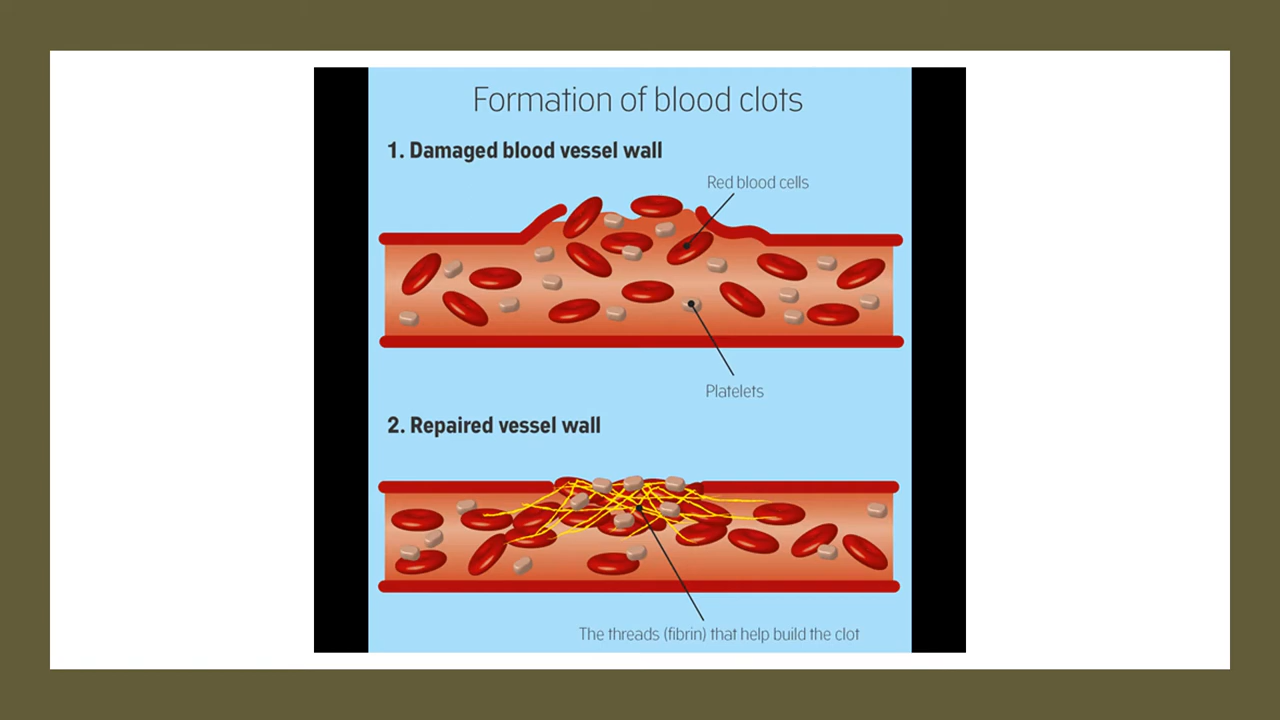 Formation of blood clots
1. Damaged blood vessel wall
Red blood cells
Platelets
2. Repaired vessel wall
The threads (fibrin) that help build the clot